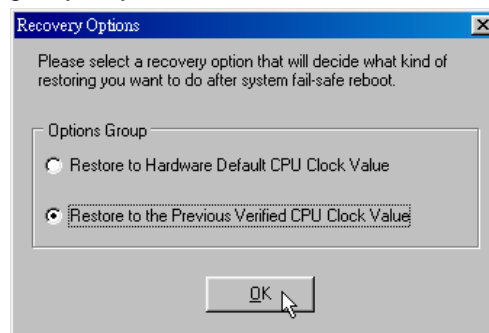 Recovery Options
Please select a recovery option that will decide what kind of
restoring you want to do after system fail-safe reboot.
Options Group
Restore to Hardware Default CPU Clock Value
Restore to the Previous Verified CPU Clock Value
OK